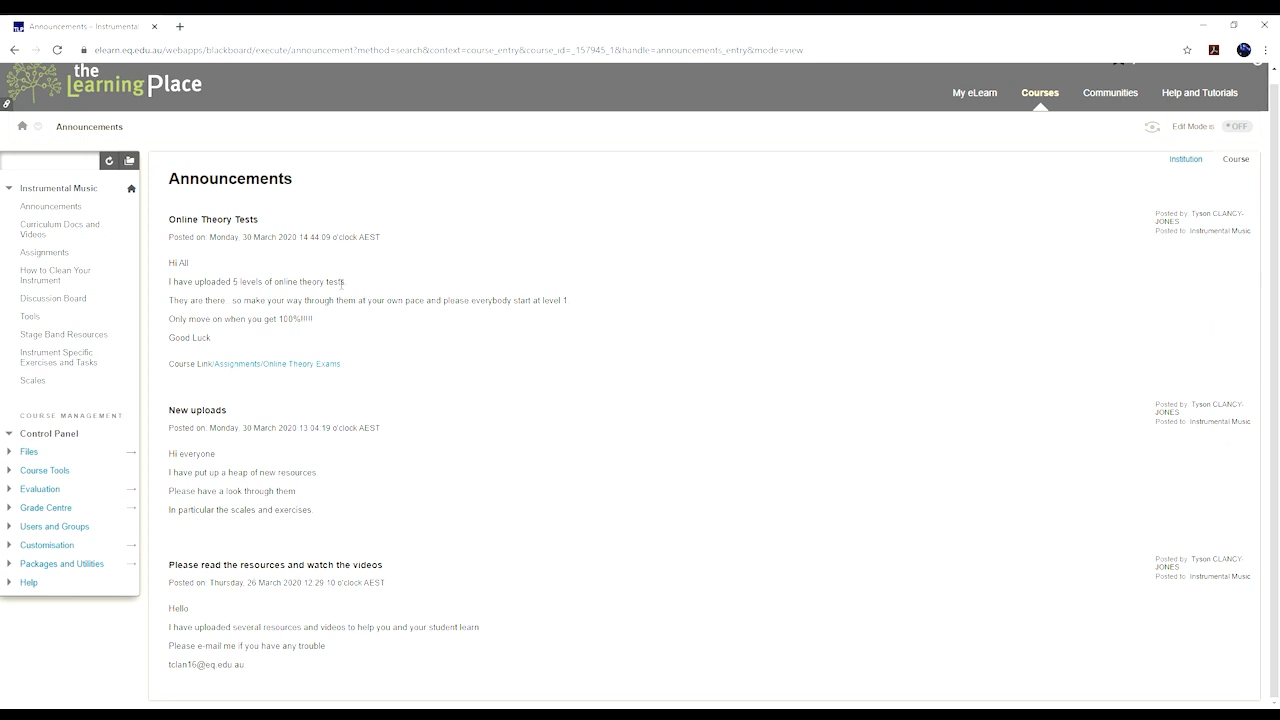 Announcements - Instrumental
elearn.eq.edu.au/webapps/blackboard/execute/announcement?method=search&context=course_entry&course_id=_157945_1&handle=announcements_entry&mode=view
the
Learning Place
My eLearn
Courses
Communities
Help and Tutorials
Announcements
Edit Mode is:
OFF
Institution
Course
Instrumental Music
Announcements
Curriculum Docs and
Videos
Assignments
How to Clean Your
Instrument
Discussion Board
Tools
Stage Band Resources
Instrument Specific
Exercises and Tasks
Scales
COURSE MANAGEMENT
Control Panel
Files
Course Tools
Evaluation
Grade Centre
Users and Groups
Customisation
Packages and Utilities
Help
Announcements
Online Theory Tests
Posted on: Monday, 30 March 2020 14:44:09 o'clock AEST
Posted by: Tyson CLANCY-
JONES
Posted to: Instrumental Music
Hi All
I have uploaded 5 levels of online theory tests.
They are there.. so make your way through them at your own pace and please everybody start at level 1
Only move on when you get 100%!!!!!
Good Luck
Course Link/Assignments/Online Theory Exams
New uploads
Posted on: Monday, 30 March 2020 13:04:19 o'clock AEST
Posted by: Tyson CLANCY-
JONES
Posted to: Instrumental Music
Hi everyone
I have put up a heap of new resources.
Please have a look through them
In particular the scales and exercises.
Please read the resources and watch the videos
Posted on: Thursday, 26 March 2020 12:29:10 o'clock AEST
Posted by: Tyson CLANCY-
JONES
Posted to: Instrumental Music
Hello
I have uploaded several resources and videos to help you and your student learn
Please e-mail me if you have any trouble
tclan16@eq.edu.au